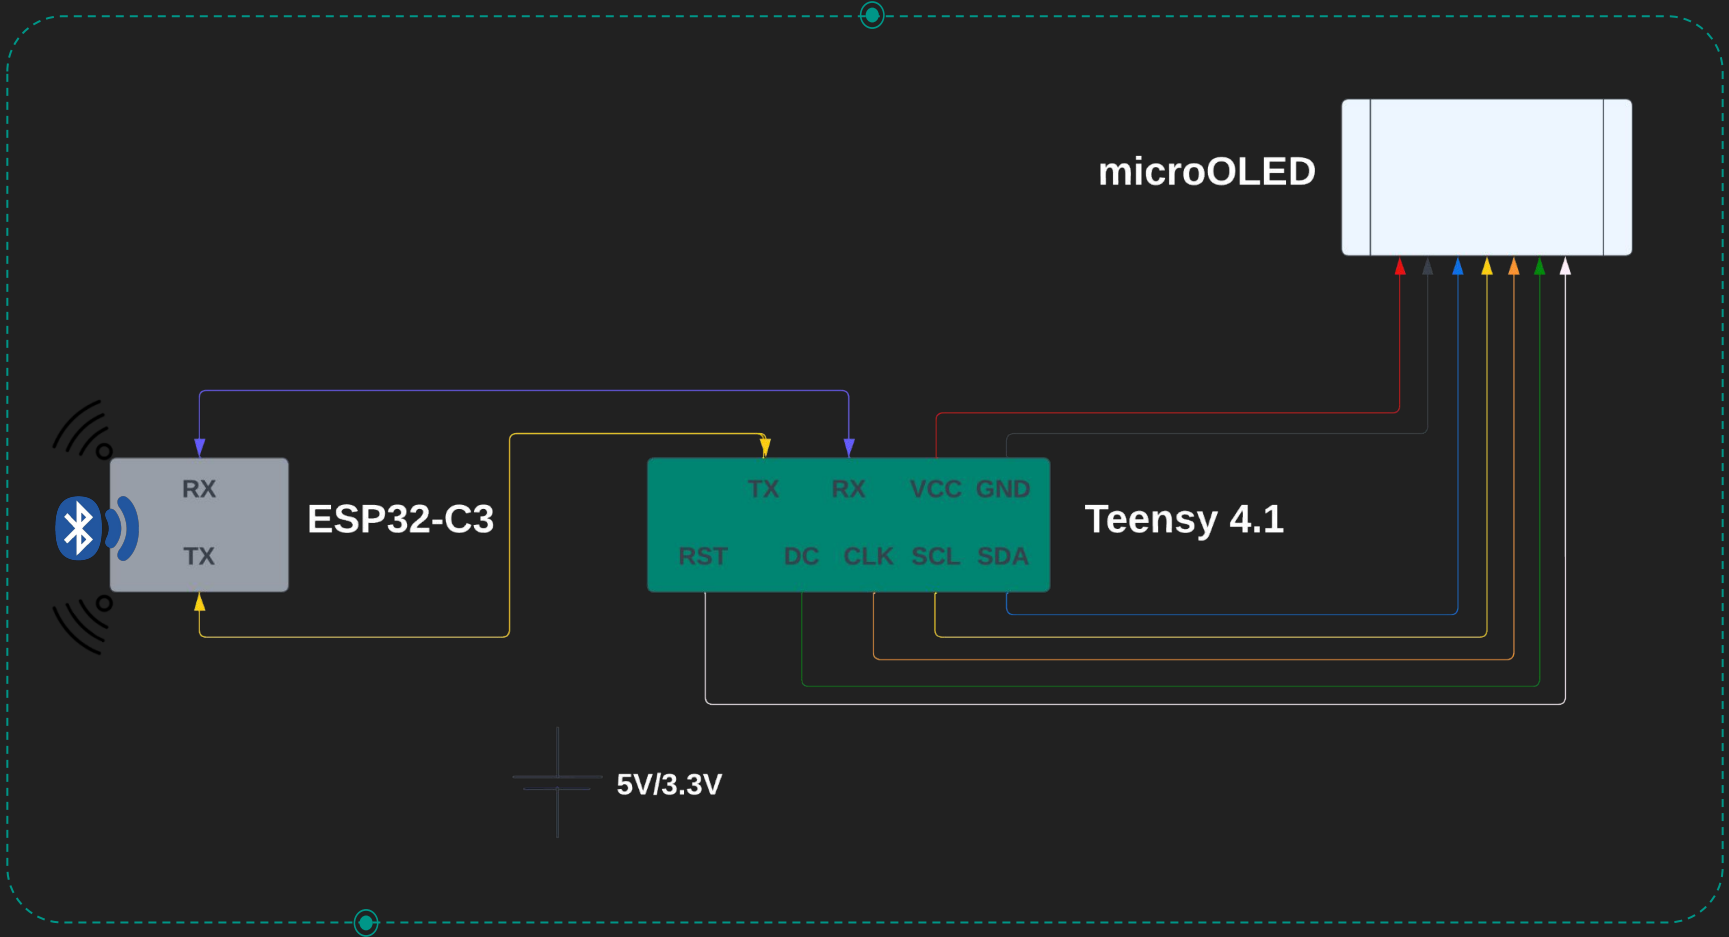 microOLED
RX
TX
ESP32-C3
TX RX VCC GND
RST DC CLK SCL SDA
Teensy 4.1
5V/3.3V